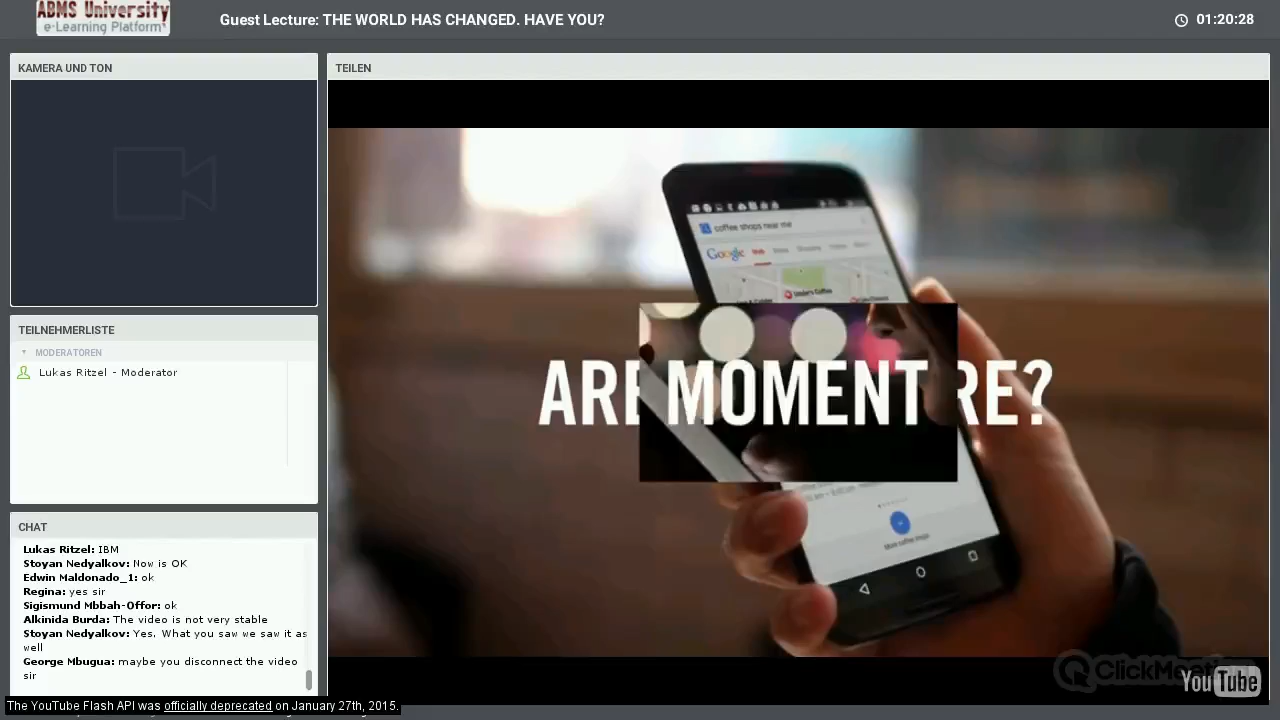 ABMS University
e-Learning Platform
Guest Lecture: THE WORLD HAS CHANGED. HAVE YOU?
01:20:28
KAMERA UND TON
TEILEN
TEILNEHMERLISTE
MODERATOREN
Lukas Ritzel - Moderator
CHAT
Lukas Ritzel: IBM
Stoyan Nedyalkov: Now is OK
Edwin Maldonado_1: ok
Regina: yes sir
Sigismund Mbbah-Offor: ok
Alkinida Burda: The video is not very stable
Stoyan Nedyalkov: Yes. What you saw we saw it as
well
George Mbugua: maybe you disconnect the video
sir
The YouTube Flash API was officially deprecated on January 27th, 2015.
coffee shops near me
Google
Web
More coffee shops
ARE MOMENT RE?
ClickMeeting
YouTube